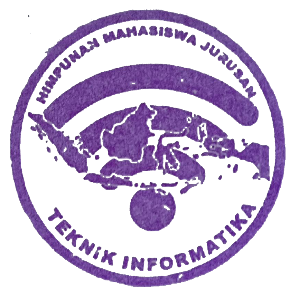 HIMPUNAN MAHASISWA JURUSAN
TEKNiK INFORMATIKA